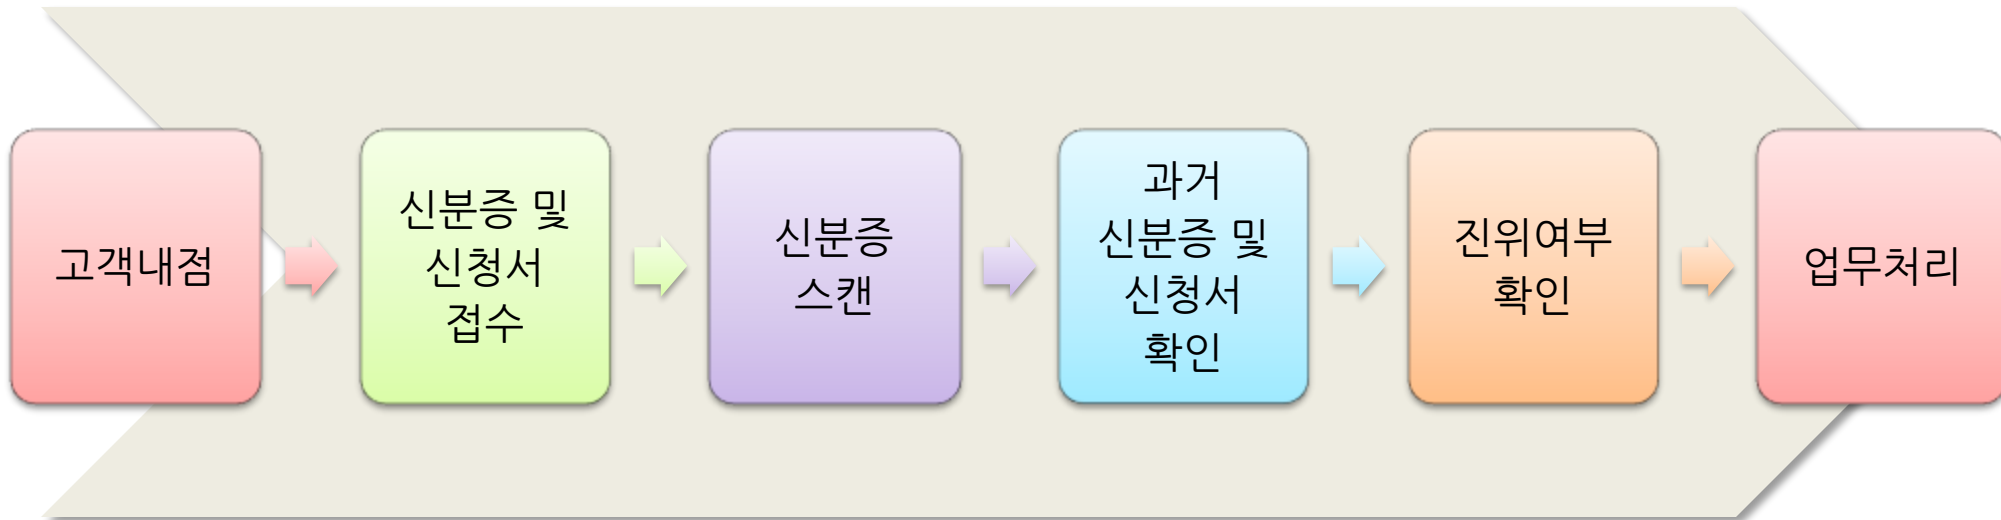 고객내점
신분증 및
신청서
접수
신분증
스캔
과거
신분증 및
신청서
확인
진위여부
확인
업무처리